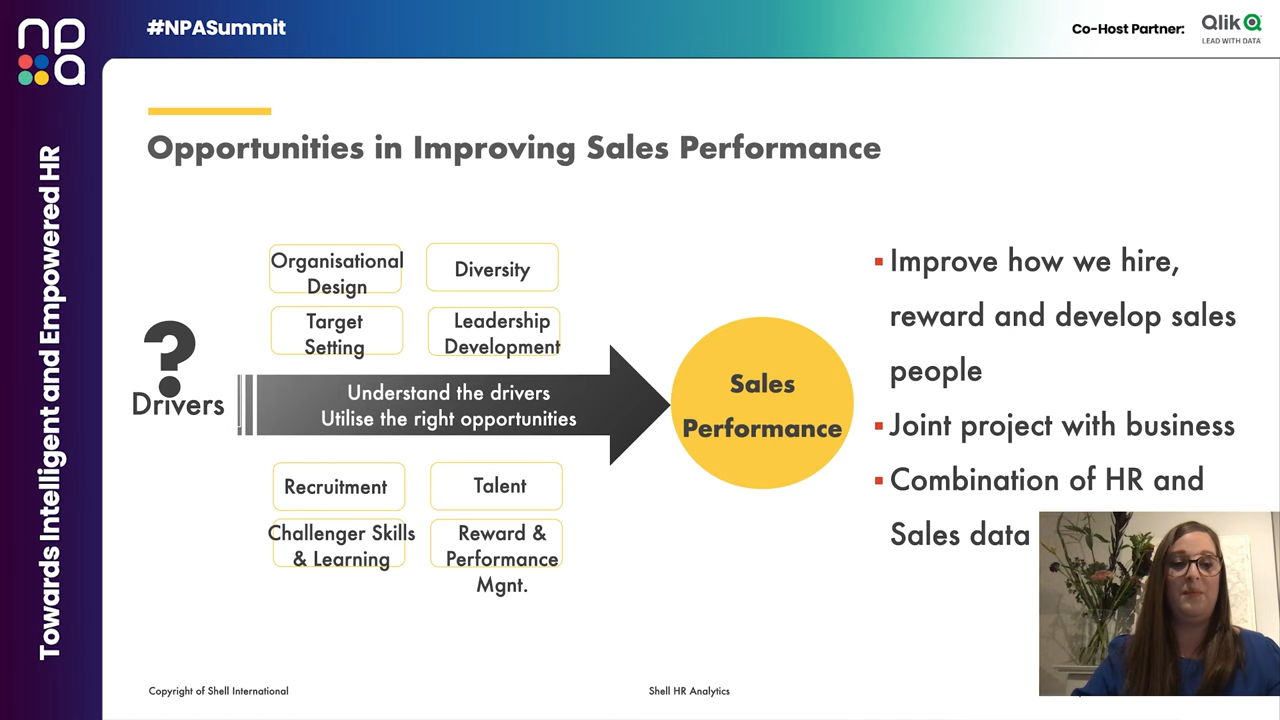 npa
#NPASummit
Co-Host Partner:
Qlik
LEAD WITH DATA
Towards Intelligent and Empowered HR
Opportunities in Improving Sales Performance
Organisational
Design
Diversity
Target
Setting
Leadership
Development
?
Drivers
Understand the drivers
Utilise the right opportunities
Sales
Performance
Recruitment
Talent
Challenger Skills
& Learning
Reward &
Performance
Mgnt.
▪ Improve how we hire,
reward and develop sales
people
▪ Joint project with business
▪ Combination of HR and
Sales data
Copyright of Shell International
Shell HR Analytics